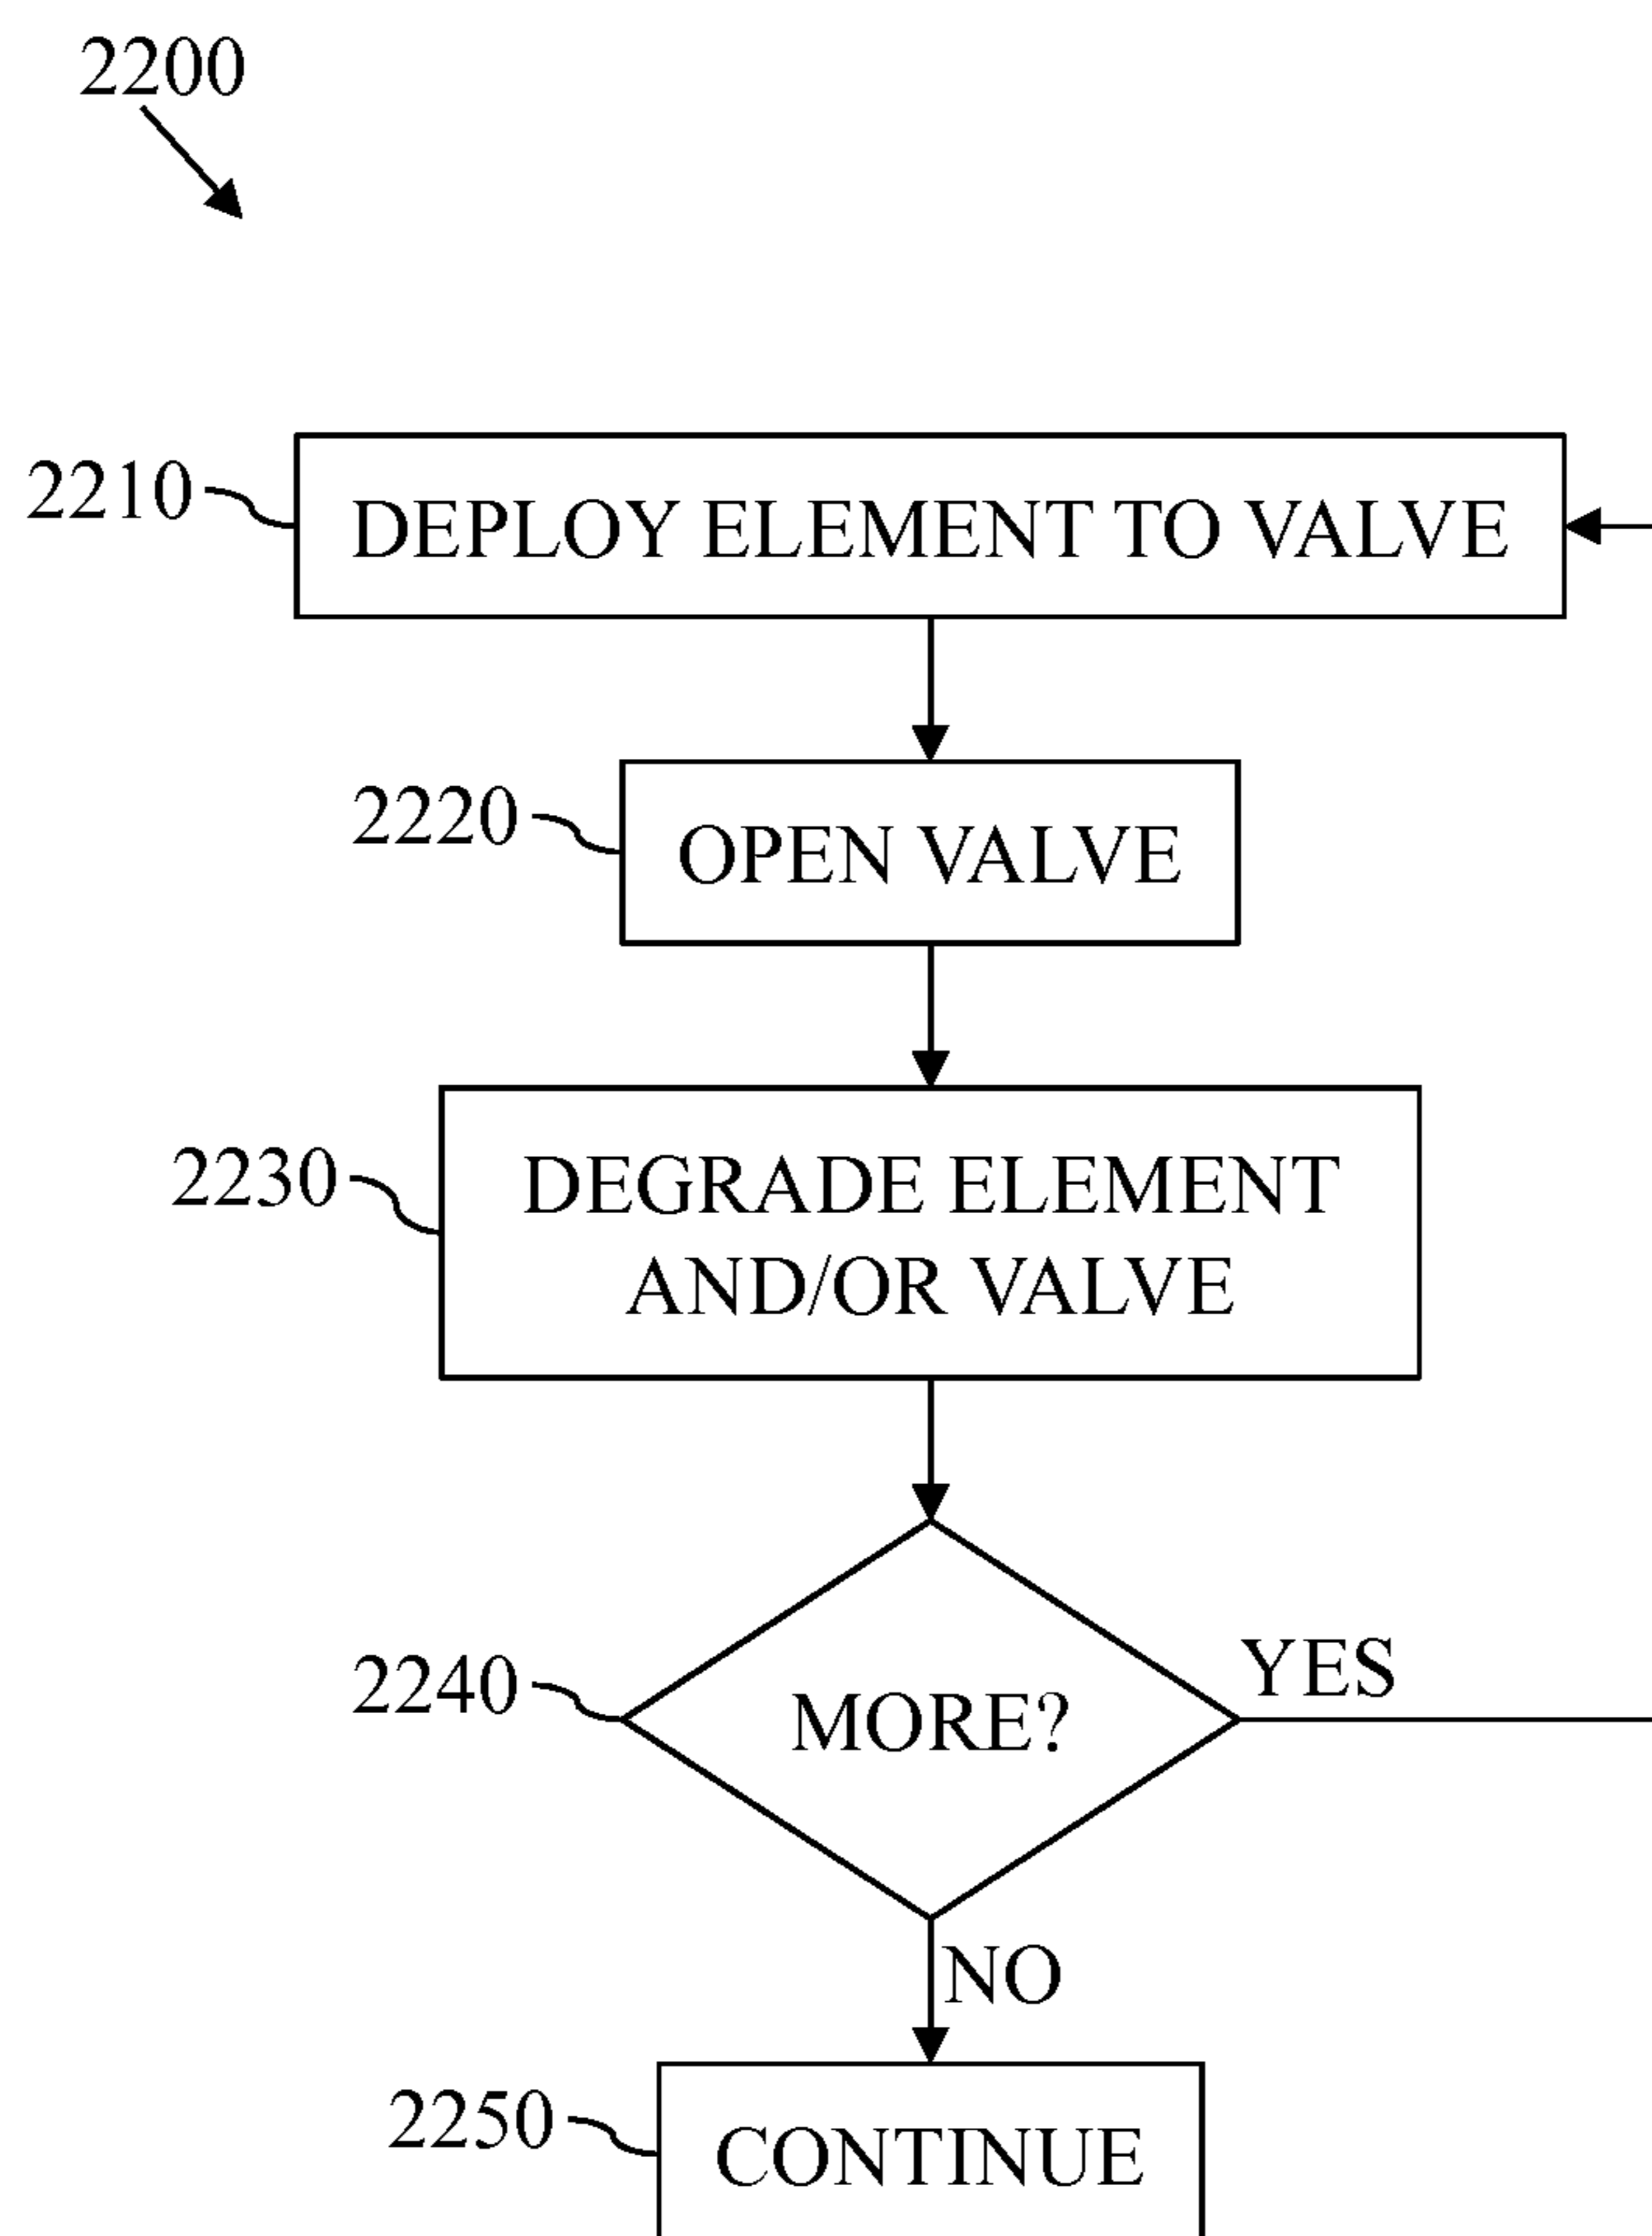 2200
2210
DEPLOY ELEMENT TO VALVE
2220
OPEN VALVE
2230
DEGRADE ELEMENT
AND/OR VALVE
2240
MORE?
YES
NO
2250
CONTINUE